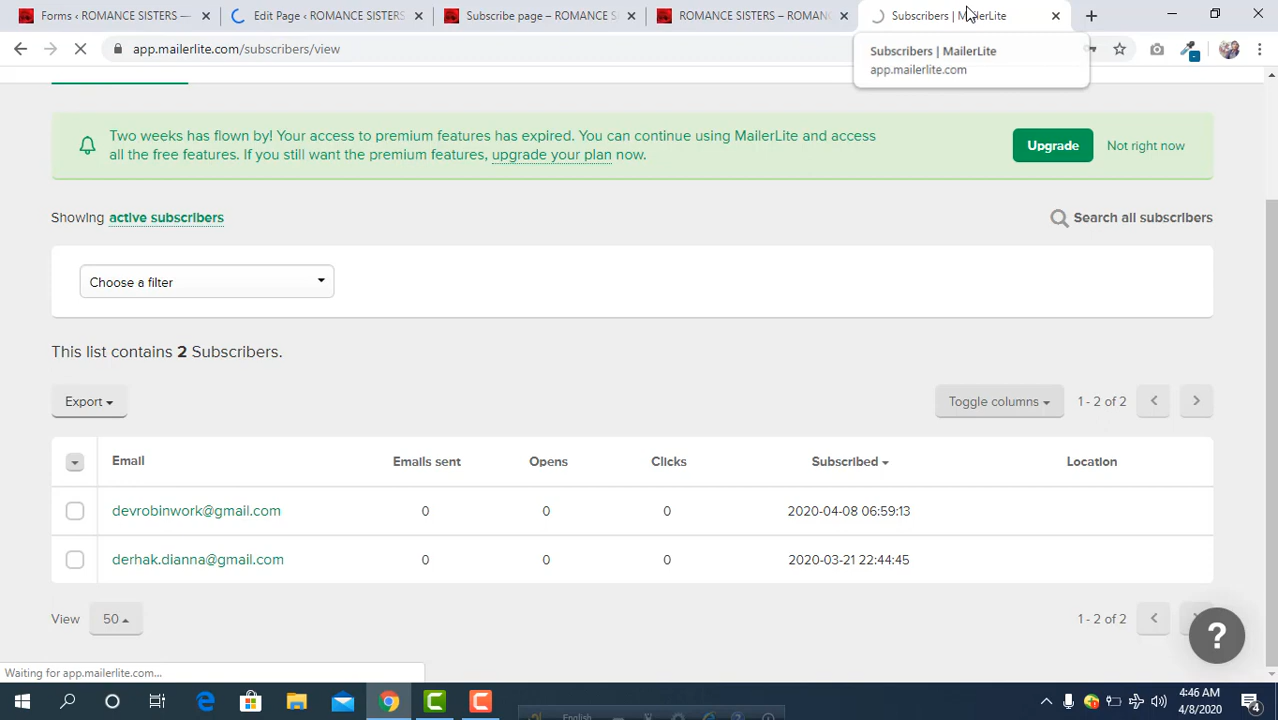 Forms ‹ ROMANCE SISTERS —
Edit Page ‹ ROMANCE SISTERS
Subscribe page – ROMANCE S
ROMANCE SISTERS – ROMAN
Subscribers | MailerLite
app.mailerlite.com/subscribers/view
Subscribers | MailerLite
app.mailerlite.com
Two weeks has flown by! Your access to premium features has expired. You can continue using MailerLite and access
all the free features. If you still want the premium features, upgrade your plan now.
Upgrade
Not right now
Showing active subscribers
Search all subscribers
Choose a filter
This list contains 2 Subscribers.
Export
Toggle columns
1 - 2 of 2
Email Emails sent Opens Clicks Subscribed Location
devrobinwork@gmail.com 0 0 0 2020-04-08 06:59:13
derhak.dianna@gmail.com 0 0 0 2020-03-21 22:44:45
View 50
1 - 2 of 2
?
Waiting for app.mailerlite.com...
English
4:46 AM
4/8/2020
4